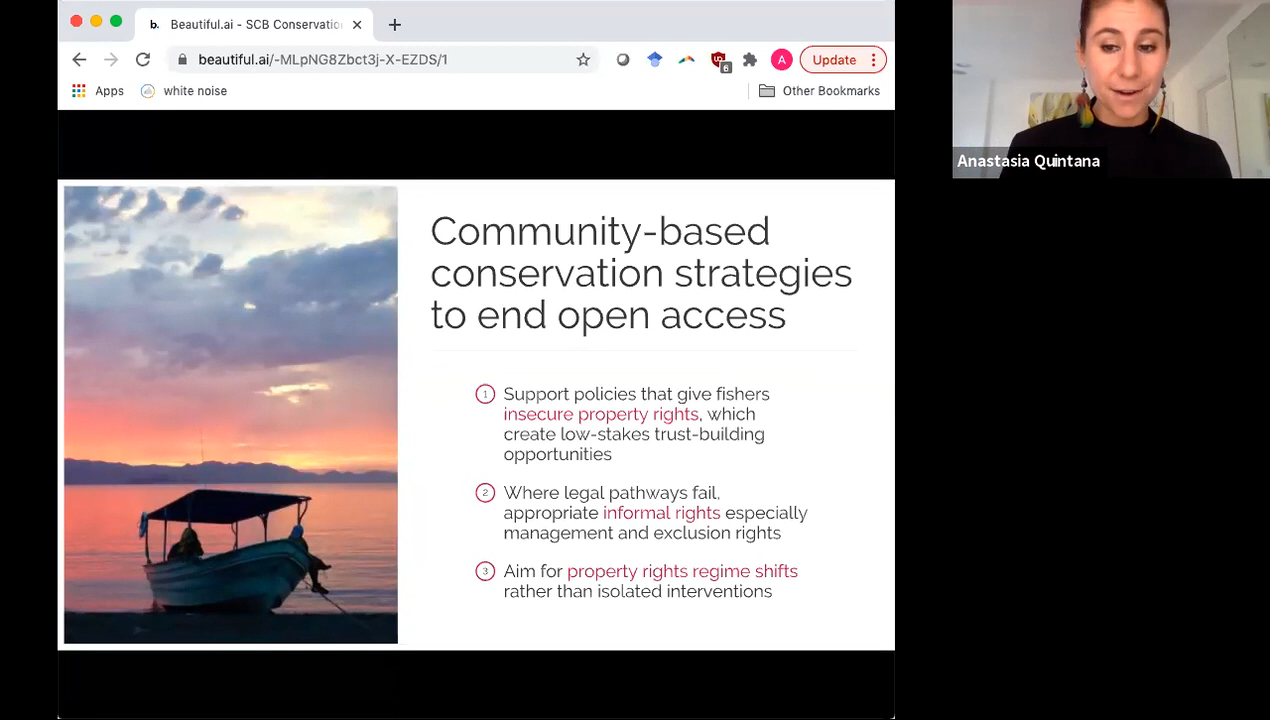 b. Beautiful.ai - SCB Conservatio
beautiful.ai/-MLpNG8Zbct3j-X-EZDS/1
6
A
Update
Apps
white noise
Other Bookmarks
Anastasia Quintana
Community-based
conservation strategies
to end open access
1 Support policies that give fishers
insecure property rights, which
create low-stakes trust-building
opportunities
2 Where legal pathways fail,
appropriate informal rights especially
management and exclusion rights
3 Aim for property rights regime shifts
rather than isolated interventions